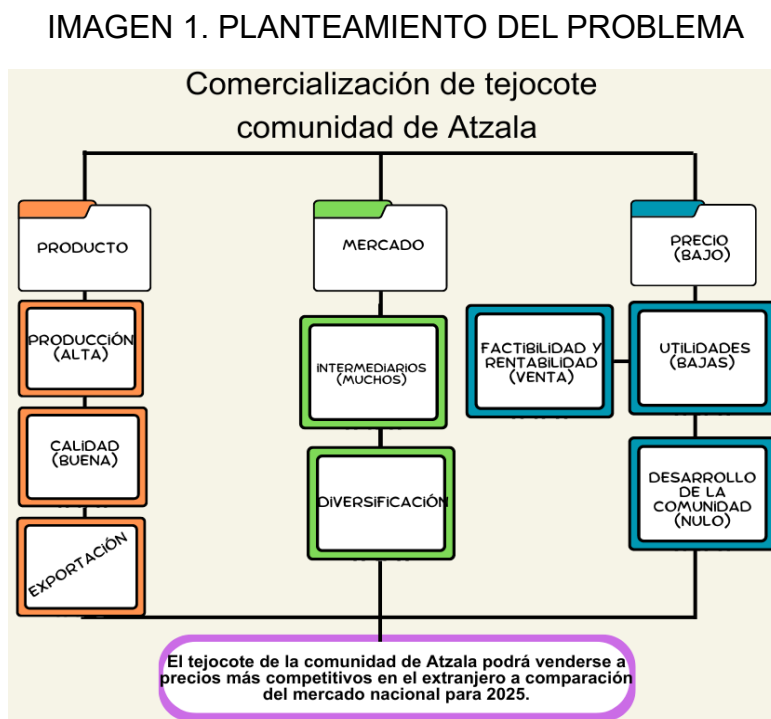 IMAGEN 1. PLANTEAMIENTO DEL PROBLEMA
Comercialización de tejocote
comunidad de Atzala
PRODUCTO
PRODUCCIÓN
(ALTA)
CALIDAD
(BUENA)
EXPORTACIÓN
MERCADO
INTERMEDIARIOS
(MUCHOS)
DIVERSIFICACIÓN
PRECIO
(BAJO)
FACTIBILIDAD Y
RENTABILIDAD
(VENTA)
UTILIDADES
(BAJAS)
DESARROLLO
DE LA
COMUNIDAD
(NULO)
El tejocote de la comunidad de Atzala podrá venderse a
precios más competitivos en el extranjero a comparación
del mercado nacional para 2025.